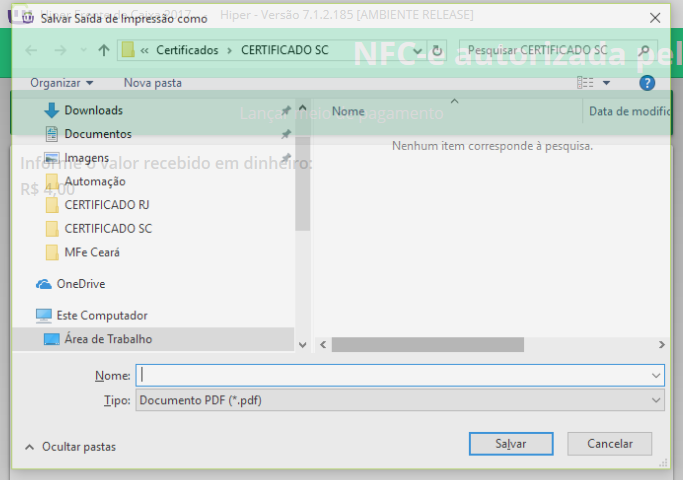 Hiper Frente de Caixa 2017 Hiper - Versão 7.1.2.185 [AMBIENTE RELEASE]
Salvar Saída de Impressão como
« Certificados CERTIFICADO SC Pesquisar CERTIFICADO SC
NFC-e autorizada pel
Organizar Nova pasta
Downloads
Nome Data de modific
Lançar meio de pagamento
Documentos
Nenhum item corresponde à pesquisa.
Imagens
Informe o valor recebido em dinheiro:
Automação
R$ 4,00
CERTIFICADO RJ
CERTIFICADO SC
MFe Ceará
OneDrive
Este Computador
Área de Trabalho
Nome:
Tipo: Documento PDF (*.pdf)
Ocultar pastas Salvar Cancelar